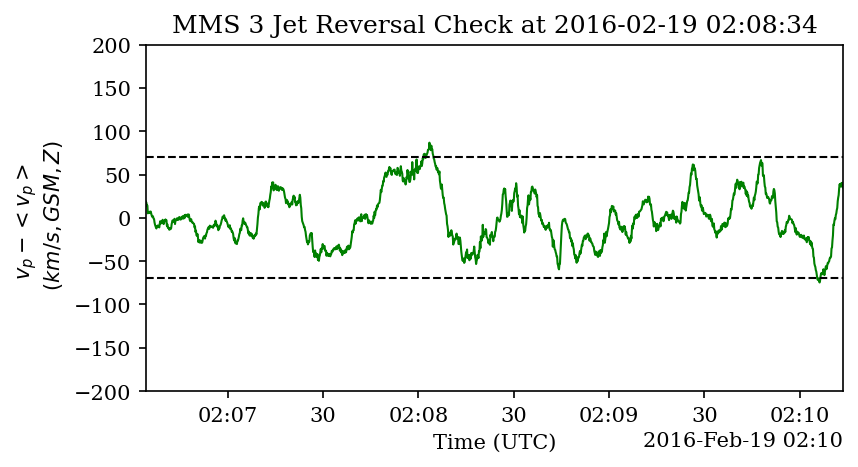 MMS 3 Jet Reversal Check at 2016-02-19 02:08:34
200
150
100
50
0
−50
−100
−150
−200
v_p − < v_p >
(km/s, GSM, Z)
02:07 30 02:08 30 02:09 30 02:10
Time (UTC)
2016-Feb-19 02:10